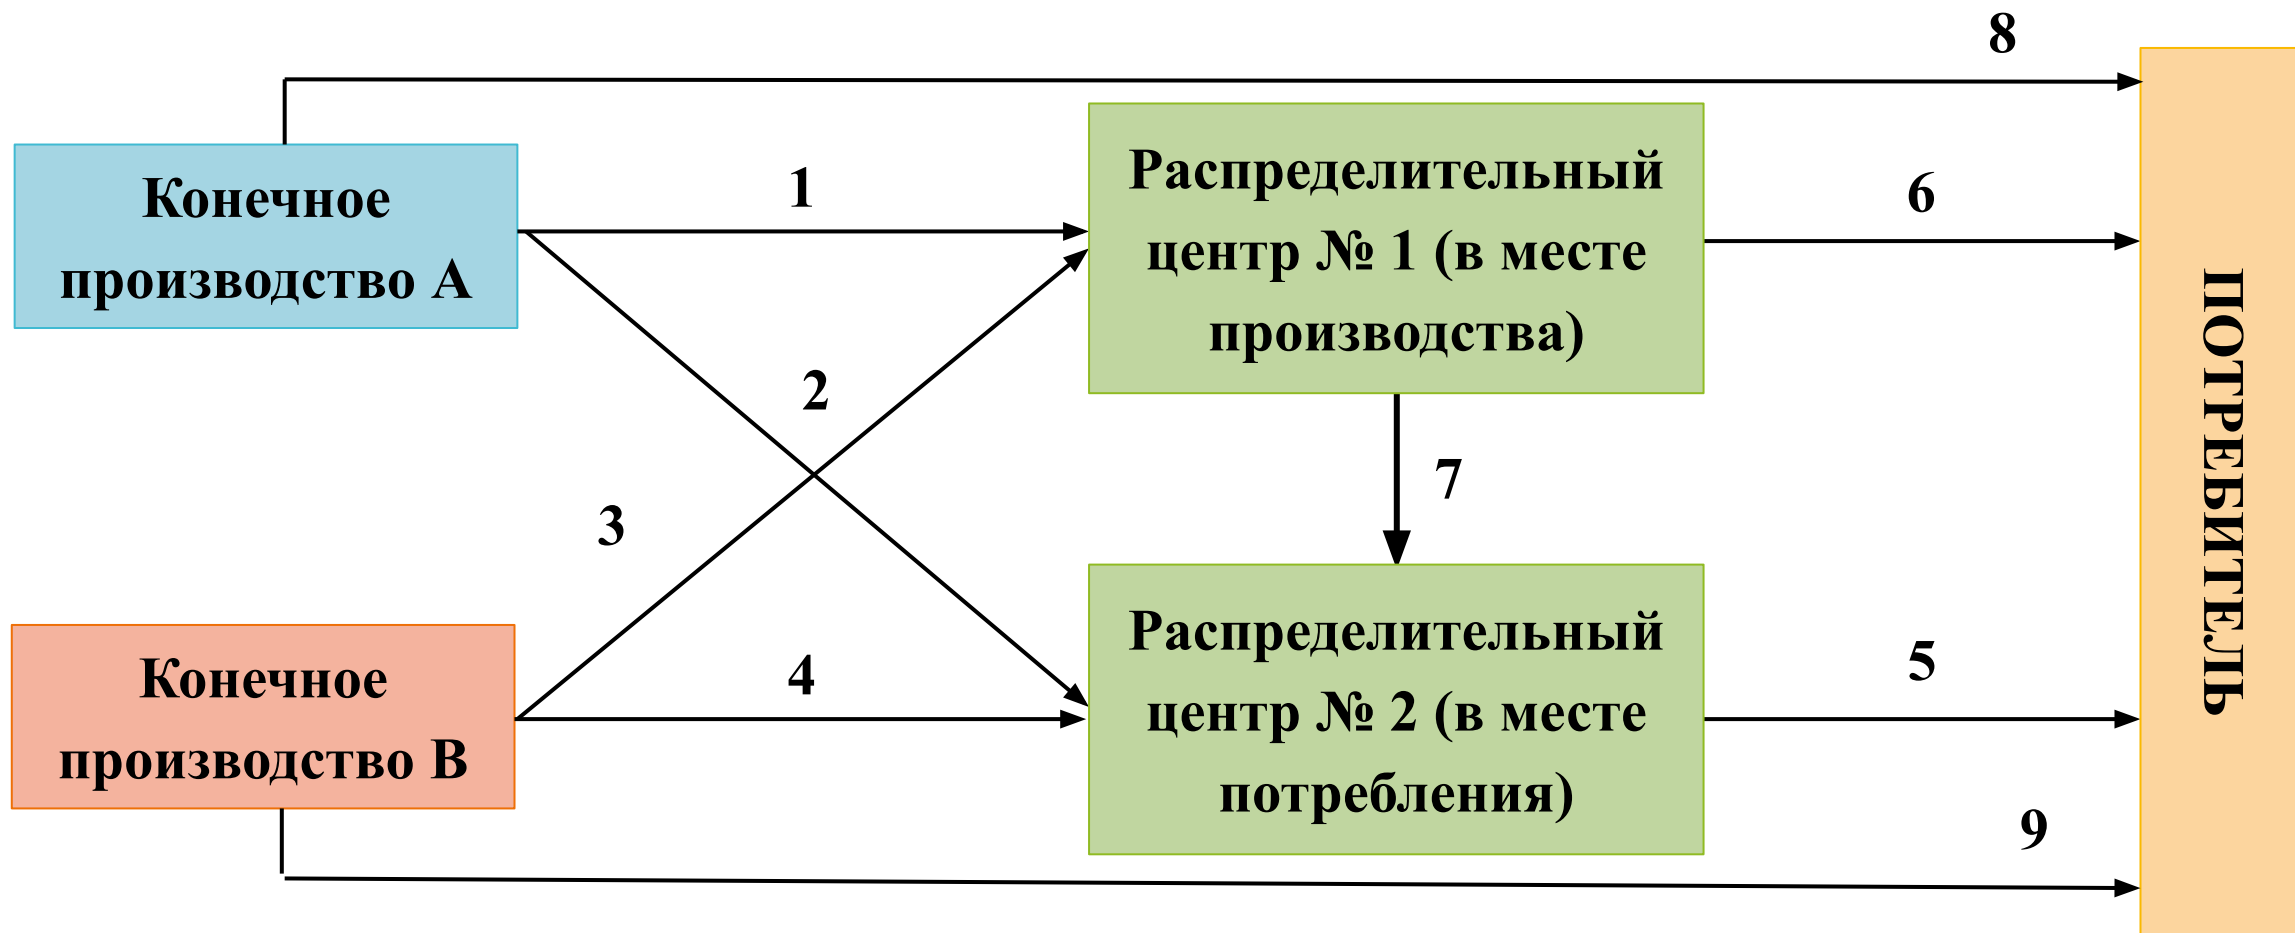 8
Конечное
производство А
1
Распределительный
центр № 1 (в месте
производства)
6
2
3
7
ПОТРЕБИТЕЛЬ
Конечное
производство В
4
Распределительный
центр № 2 (в месте
потребления)
5
9